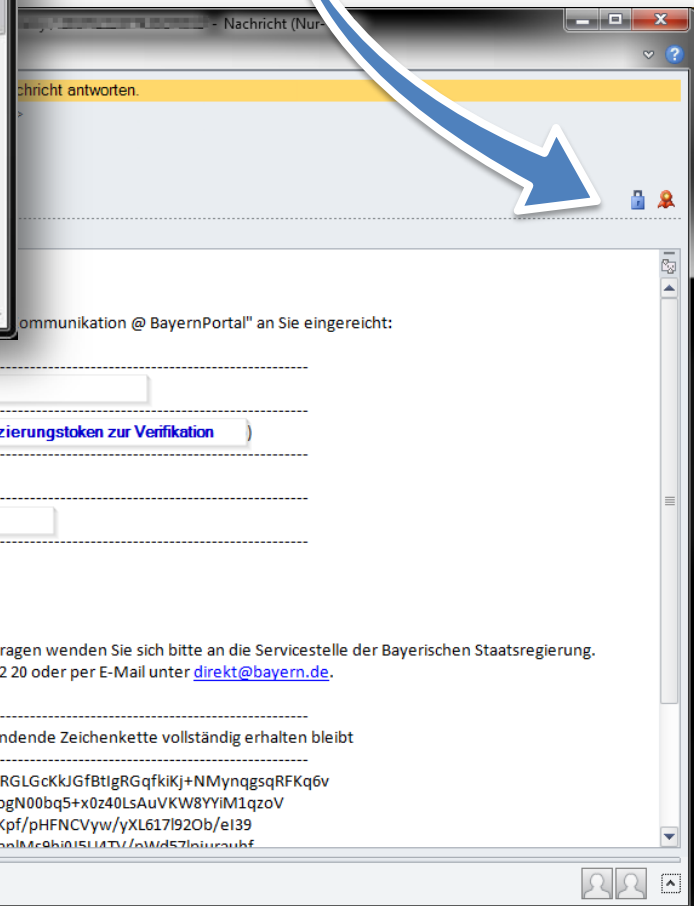 - Nachricht (Nur-
chricht antworten.
>
ommunikation @ BayernPortal" an Sie eingereicht:
--------------------------------------------------------
--------------------------------------------------------
zierungstoken zur Verifikation )
--------------------------------------------------------
--------------------------------------------------------
--------------------------------------------------------
ragen wenden Sie sich bitte an die Servicestelle der Bayerischen Staatsregierung.
2 20 oder per E-Mail unter direkt@bayern.de.
--------------------------------------------------------
ndende Zeichenkette vollständig erhalten bleibt
--------------------------------------------------------
RGLGcKkJGfBtIgRGqfkiKj+NMynqgsqRFKq6v
ogN00bq5+x0z40LsAuVKW8YYiM1qzoV
Kpf/pHFNCVyw/yXL617l92Ob/eI39